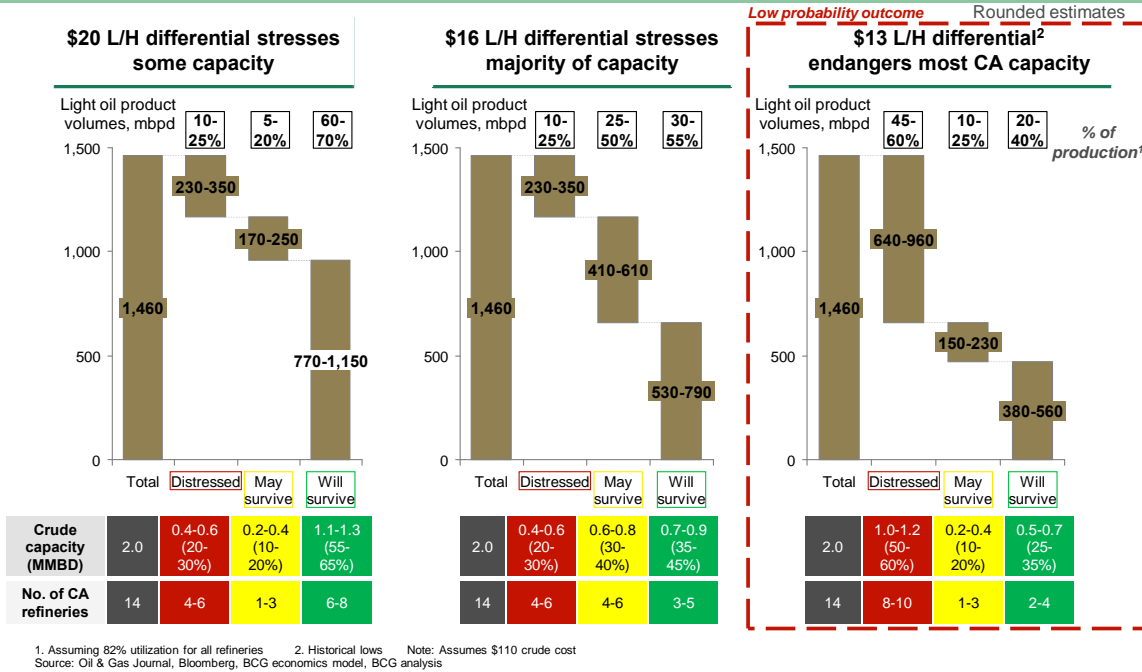 Low probability outcome
Rounded estimates
$20 L/H differential stresses
some capacity
Light oil product
volumes, mbpd
10-
25%
5-
20%
60-
70%
1,500
1,000
500
0
1,460
230-350
170-250
770-1,150
Total
Distressed
May
survive
Will
survive
$16 L/H differential stresses
majority of capacity
Light oil product
volumes, mbpd
10-
25%
25-
50%
30-
55%
1,500
1,000
500
0
1,460
230-350
410-610
530-790
Total
Distressed
May
survive
Will
survive
$13 L/H differential2
endangers most CA capacity
Light oil product
volumes, mbpd
45-
60%
10-
25%
20-
40%
% of
production1
1,500
1,000
500
0
1,460
640-960
150-230
380-560
Total
Distressed
May
survive
Will
survive
Crude
capacity
(MMBD)
2.0
0.4-0.6
(20-
30%)
0.2-0.4
(10-
20%)
1.1-1.3
(55-
65%)
2.0
0.4-0.6
(20-
30%)
0.6-0.8
(30-
40%)
0.7-0.9
(35-
45%)
2.0
1.0-1.2
(50-
60%)
0.2-0.4
(10-
20%)
0.5-0.7
(25-
35%)
No. of CA
refineries
14
4-6
1-3
6-8
14
4-6
4-6
3-5
14
8-10
1-3
2-4
1. Assuming 82% utilization for all refineries 2. Historical lows Note: Assumes $110 crude cost
Source: Oil & Gas Journal, Bloomberg, BCG economics model, BCG analysis